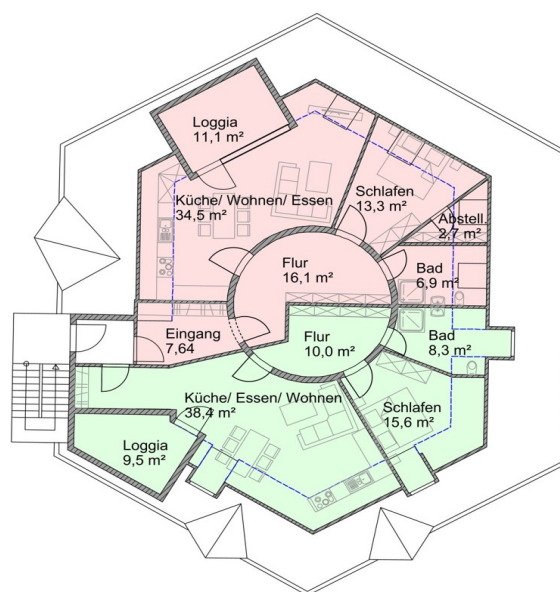 Loggia
11,1 m²
Küche/ Wohnen/ Essen
34,5 m²
Schlafen
13,3 m²
Abstell.
2,7 m²
Flur
16,1 m²
Bad
6,9 m²
Eingang
7,64
Flur
10,0 m²
Bad
8,3 m²
Küche/ Essen/ Wohnen
38,4 m²
Schlafen
15,6 m²
Loggia
9,5 m²